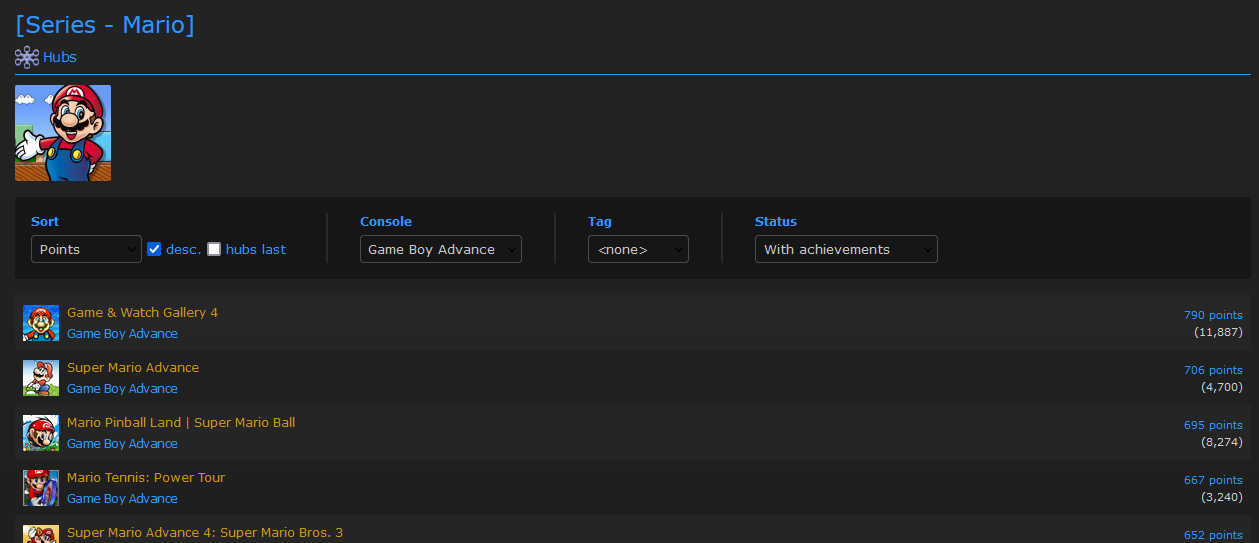 [Series - Mario]
Hubs
Sort
Console
Tag
Status
Points
desc.
hubs last
Game Boy Advance
<none>
With achievements
Game & Watch Gallery 4
790 points
Game Boy Advance
(11,887)
Super Mario Advance
706 points
Game Boy Advance
(4,700)
Mario Pinball Land | Super Mario Ball
695 points
Game Boy Advance
(8,274)
Mario Tennis: Power Tour
667 points
Game Boy Advance
(3,240)
Super Mario Advance 4: Super Mario Bros. 3
652 points